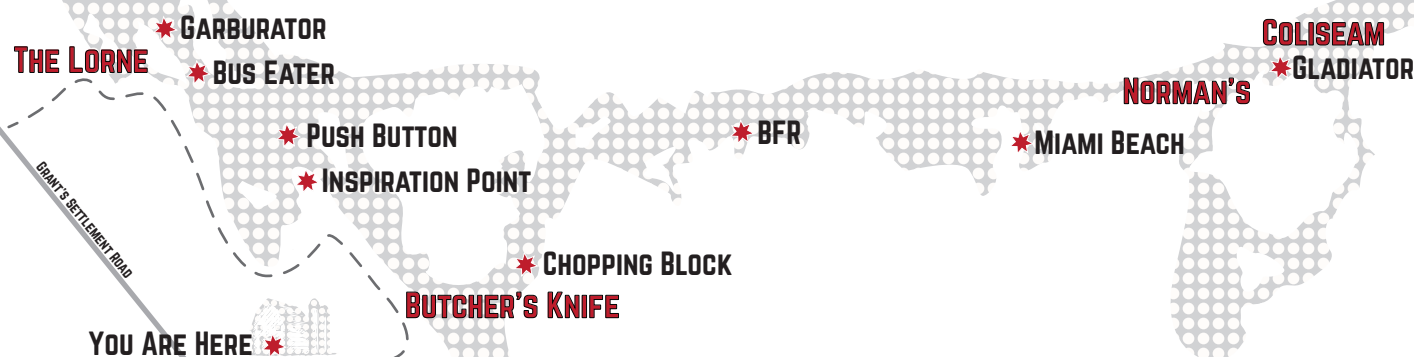 Garburator
Coliseam
The Lorne
Bus Eater
Gladiator
Norman's
Push Button
BFR
Miami Beach
Inspiration Point
Grant's Settlement Road
Chopping Block
Butcher's Knife
You Are Here